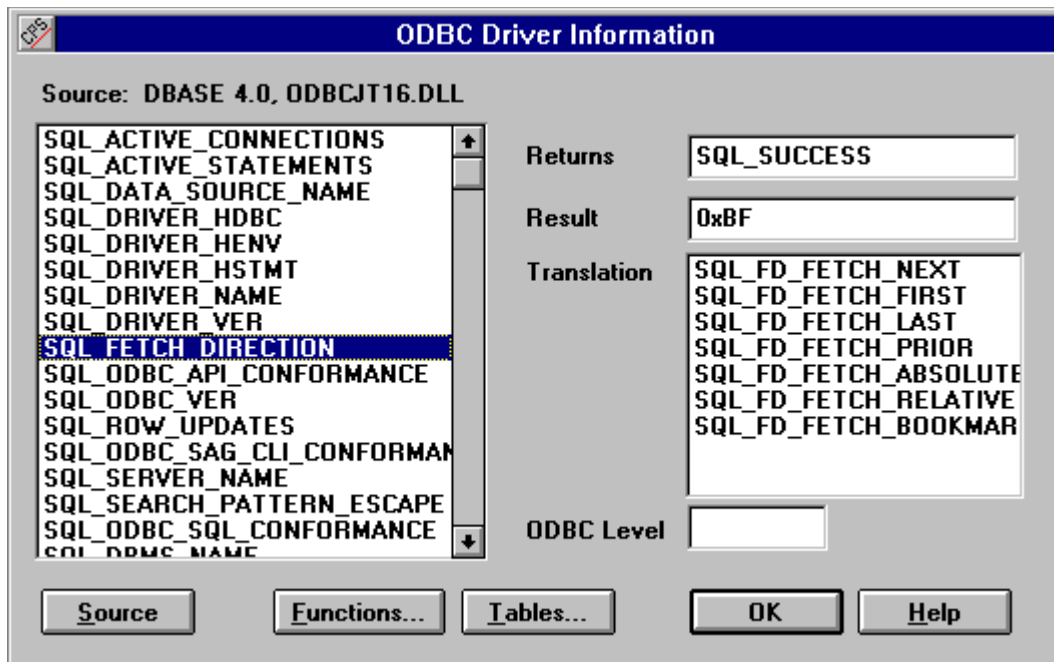 CPS
ODBC Driver Information
Source: DBASE 4.0, ODBCJT16.DLL
SQL_ACTIVE_CONNECTIONS
SQL_ACTIVE_STATEMENTS
SQL_DATA_SOURCE_NAME
SQL_DRIVER_HDBC
SQL_DRIVER_HENV
SQL_DRIVER_HSTMT
SQL_DRIVER_NAME
SQL_DRIVER_VER
SQL_FETCH_DIRECTION
SQL_ODBC_API_CONFORMANCE
SQL_ODBC_VER
SQL_ROW_UPDATES
SQL_ODBC_SAG_CLI_CONFORMAN
SQL_SERVER_NAME
SQL_SEARCH_PATTERN_ESCAPE
SQL_ODBC_SQL_CONFORMANCE
SQL_DBMS_NAME
Returns
SQL_SUCCESS
Result
0xBF
Translation
SQL_FD_FETCH_NEXT
SQL_FD_FETCH_FIRST
SQL_FD_FETCH_LAST
SQL_FD_FETCH_PRIOR
SQL_FD_FETCH_ABSOLUTE
SQL_FD_FETCH_RELATIVE
SQL_FD_FETCH_BOOKMAR
ODBC Level
Source
Functions...
Tables...
OK
Help